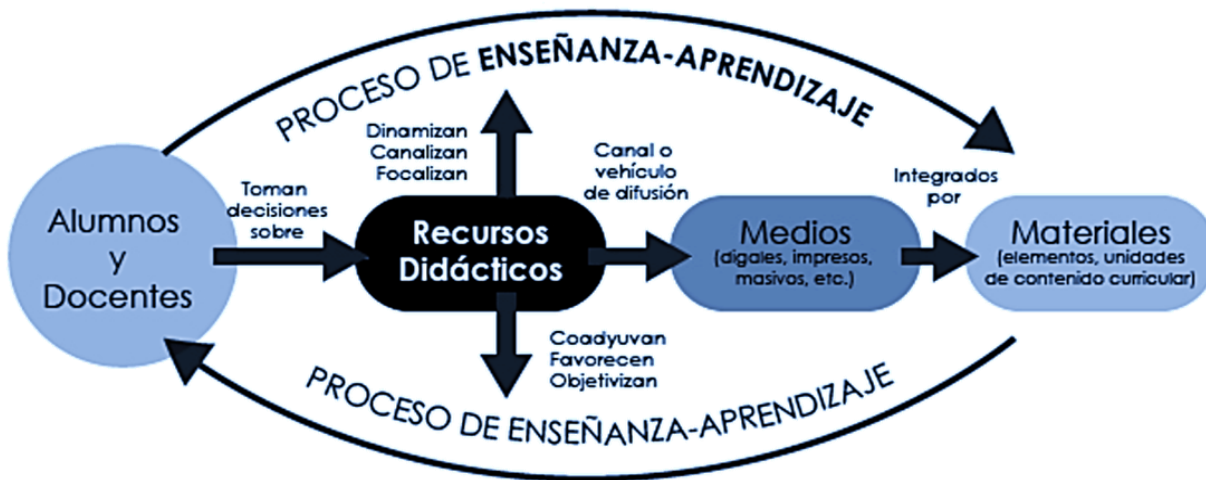 PROCESO DE ENSEÑANZA-APRENDIZAJE
Alumnos
y
Docentes
Toman
decisiones
sobre
Dinamizan
Canalizan
Focalizan
Recursos
Didácticos
Coadyuvan
Favorecen
Objetivizan
Canal o
vehículo
de difusión
Medios
(digales, impresos,
masivos, etc.)
Integrados
por
Materiales
(elementos, unidades
de contenido curricular)
PROCESO DE ENSEÑANZA-APRENDIZAJE